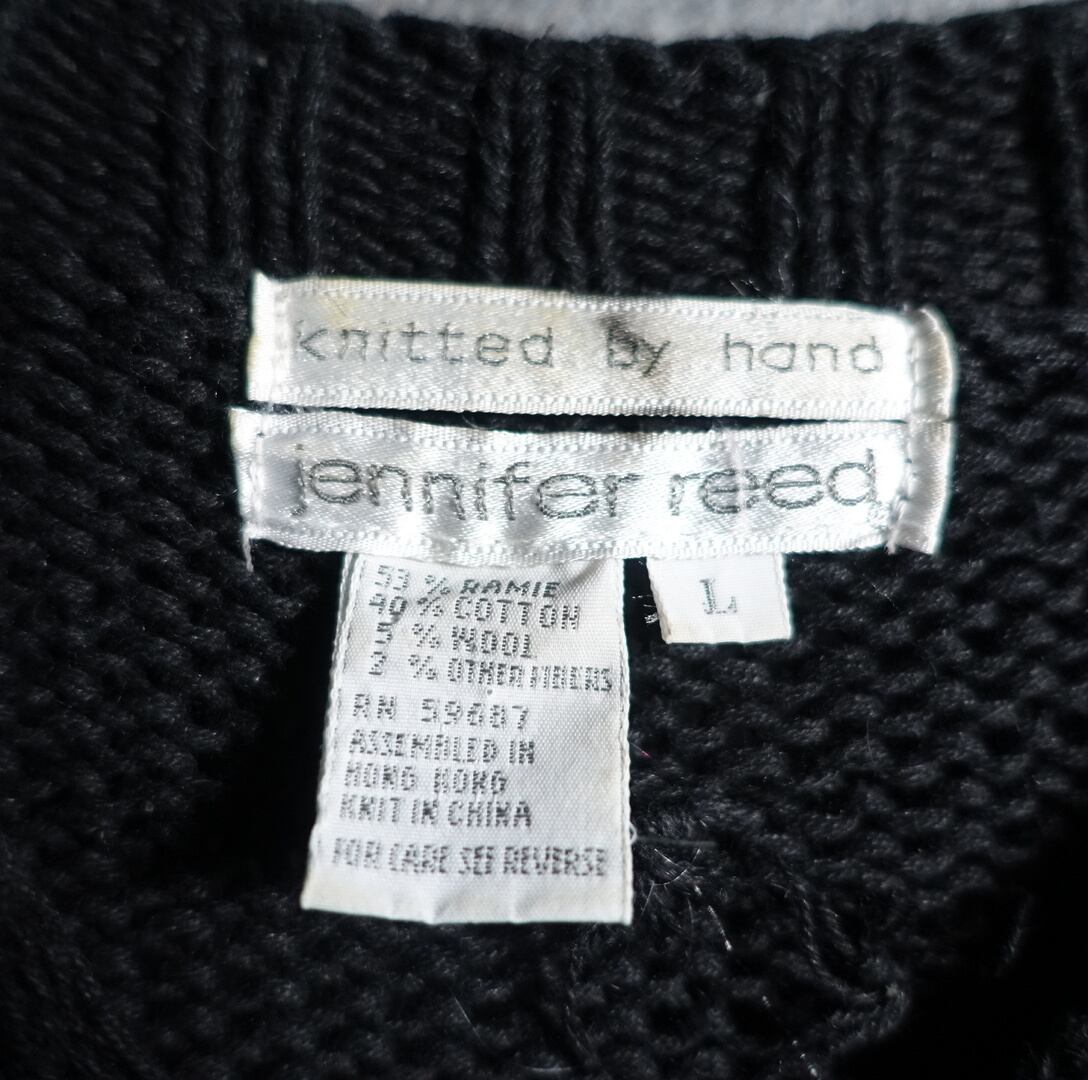 knitted by hand
jennifer reed
L
53 % RAMIE
40 % COTTON
5 % WOOL
2 % OTHER FIBERS
RN 59687
ASSEMBLED IN
HONG KONG
KNIT IN CHINA
FOR CARE SEE REVERSE